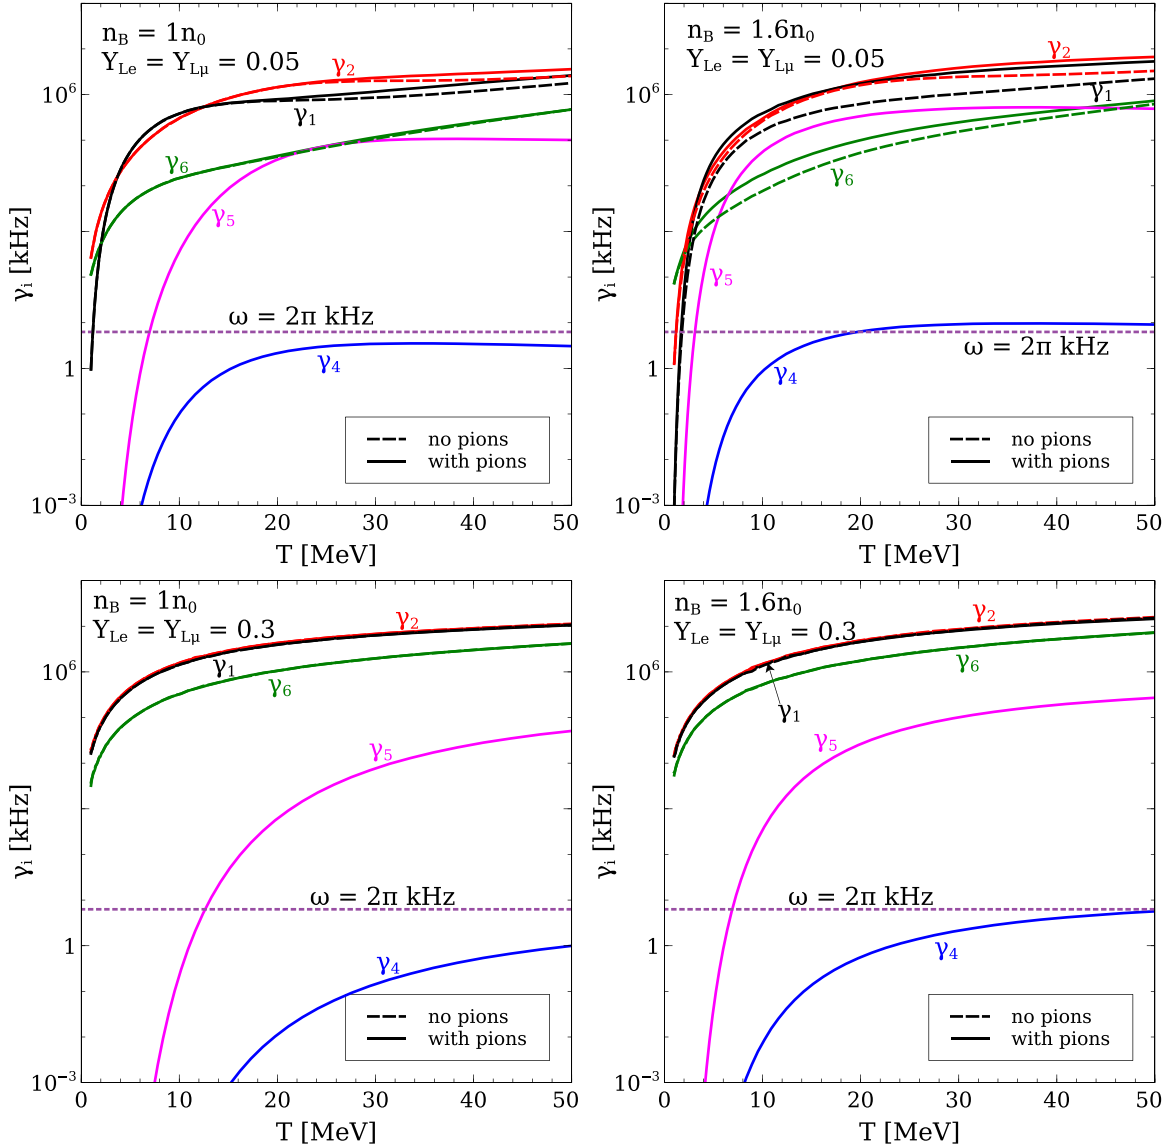 n_B = 1n_0
Y_Le = Y_Lμ = 0.05
γ_2
10^6
γ_1
γ_6
γ_5
γ_i [kHz]
ω = 2π kHz
1
γ_4
no pions
with pions
10^−3
0 10 20 30 40 50
T [MeV]
n_B = 1.6n_0
Y_Le = Y_Lμ = 0.05
γ_2
10^6
γ_1
γ_6
γ_5
γ_i [kHz]
ω = 2π kHz
1
γ_4
no pions
with pions
10^−3
0 10 20 30 40 50
T [MeV]
n_B = 1n_0
Y_Le = Y_Lμ = 0.3
γ_2
10^6
γ_1
γ_6
γ_5
γ_i [kHz]
ω = 2π kHz
1
γ_4
no pions
with pions
10^−3
0 10 20 30 40 50
T [MeV]
n_B = 1.6n_0
Y_Le = Y_Lμ = 0.3
γ_2
10^6
γ_6
γ_1
γ_5
γ_i [kHz]
ω = 2π kHz
1
γ_4
no pions
with pions
10^−3
0 10 20 30 40 50
T [MeV]